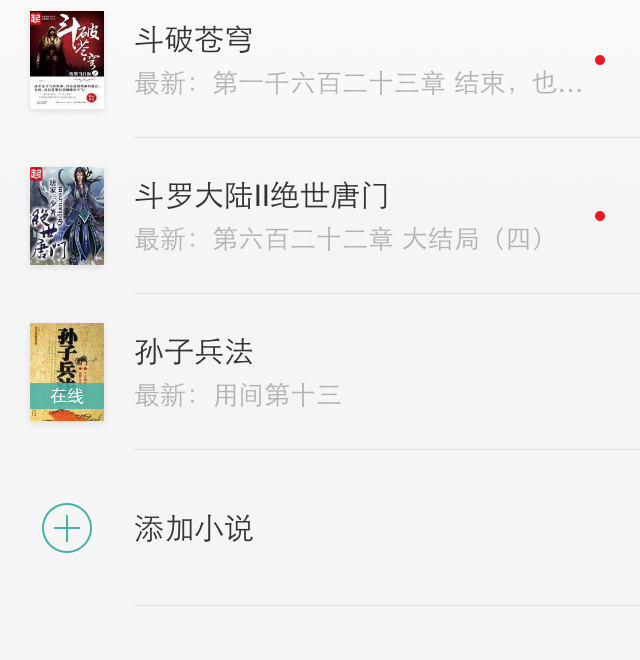 斗破苍穹
最新：第一千六百二十三章 结束，也...
斗罗大陆II绝世唐门
最新：第六百二十二章 大结局（四）
孙子兵法
在线
最新：用间第十三
添加小说